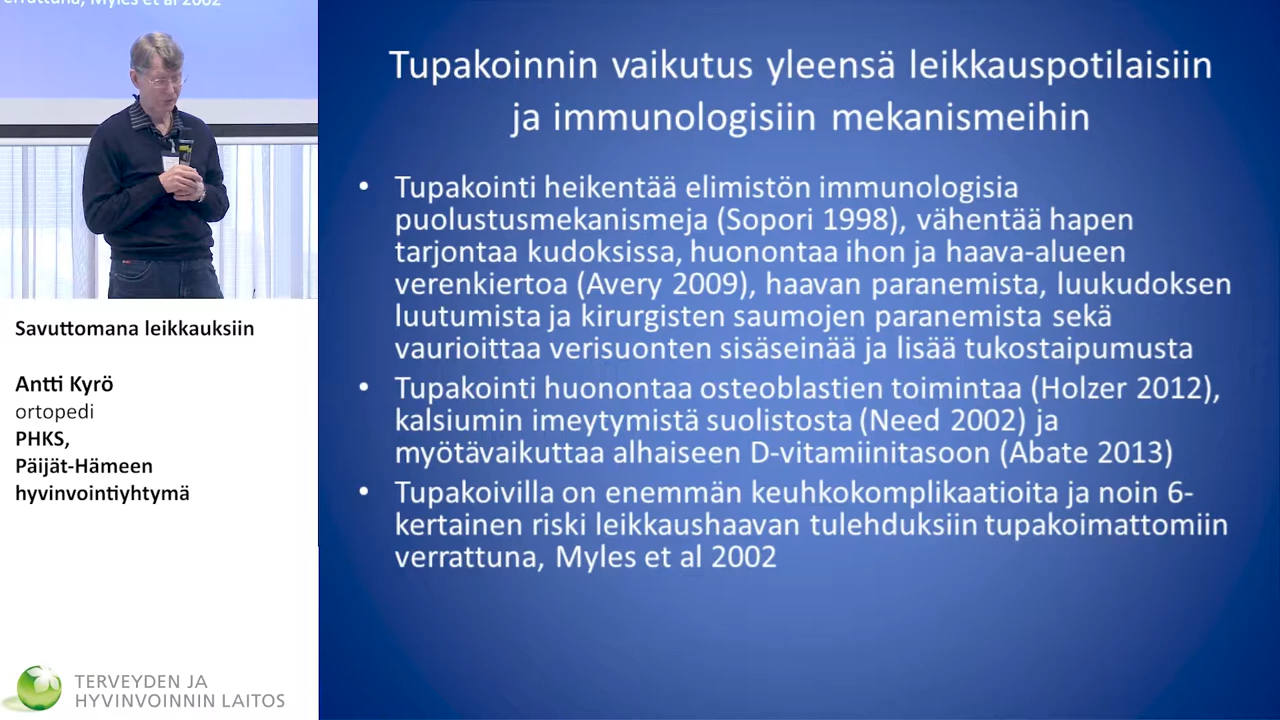 errattuna, Myles et al 2002
Savuttomana leikkauksiin
Antti Kyrö
ortopedi
PHKS,
Päijät-Hämeen
hyvinvointiyhtymä
TERVEYDEN JA
HYVINVOINNIN LAITOS
Tupakoinnin vaikutus yleensä leikkauspotilaisiin
ja immunologisiin mekanismeihin
• Tupakointi heikentää elimistön immunologisia
puolustusmekanismeja (Sopori 1998), vähentää hapen
tarjontaa kudoksissa, huonontaa ihon ja haava-alueen
verenkiertoa (Avery 2009), haavan paranemista, luukudoksen
luutumista ja kirurgisten saumojen paranemista sekä
vaurioittaa verisuonten sisäseinää ja lisää tukostaipumusta
• Tupakointi huonontaa osteoblastien toimintaa (Holzer 2012),
kalsiumin imeytymistä suolistosta (Need 2002) ja
myötävaikuttaa alhaiseen D-vitamiinitasoon (Abate 2013)
• Tupakoivilla on enemmän keuhkokomplikaatioita ja noin 6-
kertainen riski leikkaushaavan tulehduksiin tupakoimattomiin
verrattuna, Myles et al 2002